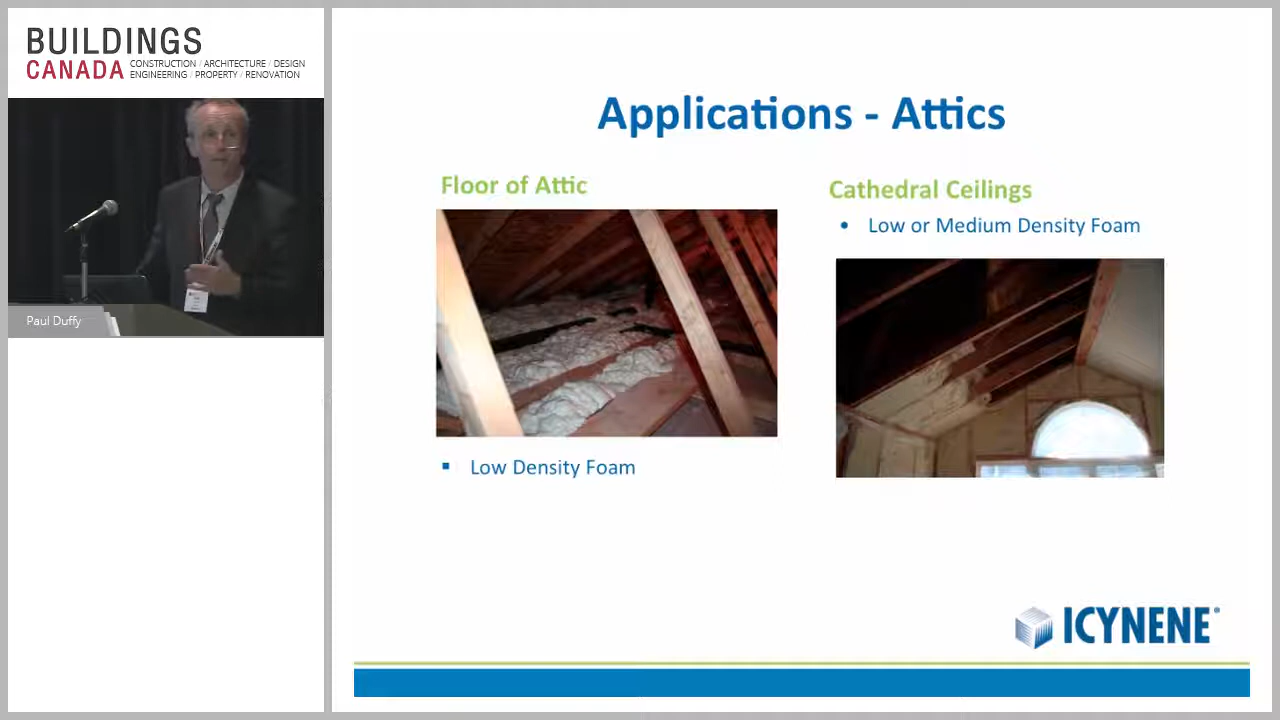 BUILDINGS
CANADA
CONSTRUCTION / ARCHITECTURE / DESIGN
ENGINEERING / PROPERTY / RENOVATION
Paul Duffy
Applications - Attics
Floor of Attic
Low Density Foam
Cathedral Ceilings
Low or Medium Density Foam
ICYNENE®